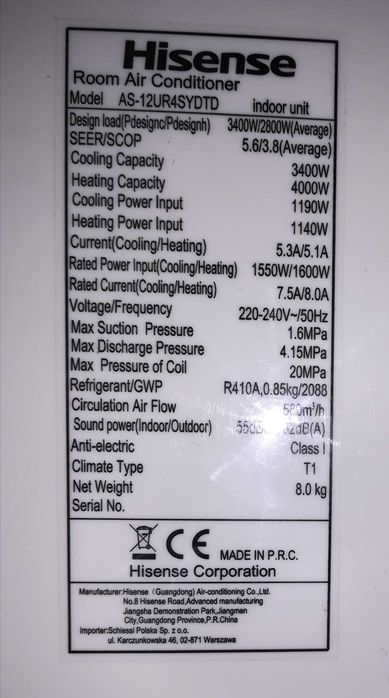 Hisense
Room Air Conditioner
Model AS-12UR4SYDTD indoor unit
Design load(Pdesignc/Pdesignh) 3400W/2800W(Average)
SEER/SCOP 5.6/3.8(Average)
Cooling Capacity 3400W
Heating Capacity 4000W
Cooling Power Input 1190W
Heating Power Input 1140W
Current(Cooling/Heating) 5.3A/5.1A
Rated Power Input(Cooling/Heating) 1550W/1600W
Rated Current(Cooling/Heating) 7.5A/8.0A
Voltage/Frequency 220-240V~/50Hz
Max Suction Pressure 1.6MPa
Max Discharge Pressure 4.15MPa
Max Pressure of Coil 20MPa
Refrigerant/GWP R410A,0.85kg/2088
Circulation Air Flow
Sound power(Indoor/Outdoor)
Anti-electric Class I
Climate Type T1
Net Weight 8.0 kg
Serial No.
CE MADE IN P.R.C.
Hisense Corporation
Manufacturer:Hisense (Guangdong) Air-conditioning Co.,Ltd.
No.8 Hisense Road,Advanced manufacturing
Jiangsha Demonstration Park,Jiangmen
City,Guangdong Province,P.R.China
Importer:Schiessl Polska Sp. z o.o.
ul. Karczunkowska 46, 02-871 Warszawa